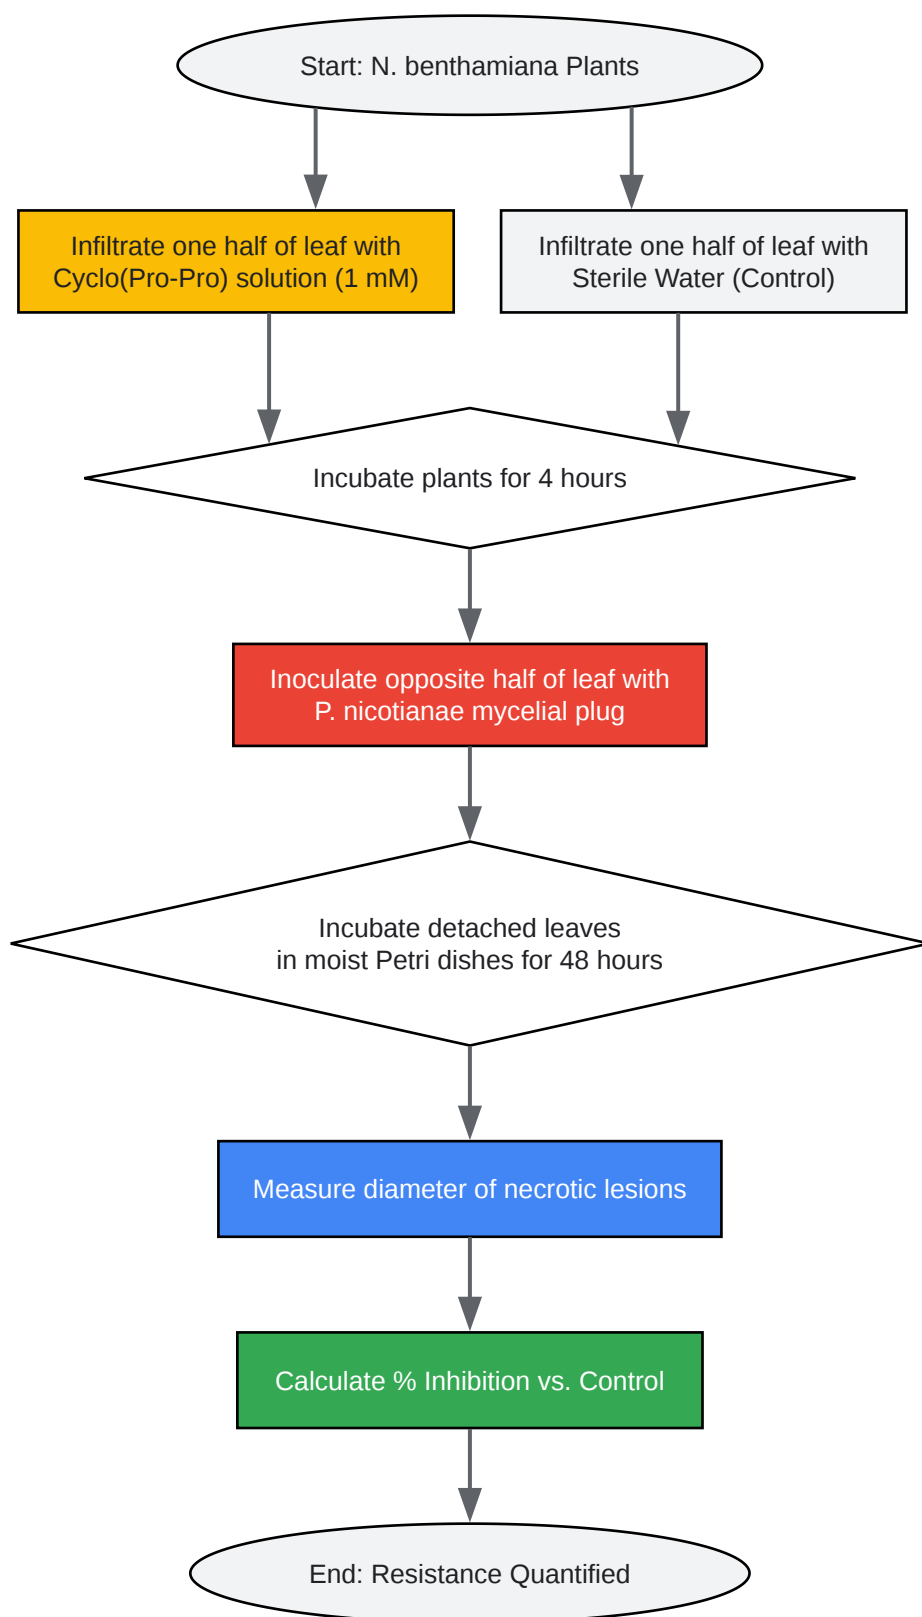 Start: N. benthamiana Plants
Infiltrate one half of leaf with
Cyclo(Pro-Pro) solution (1 mM)
Infiltrate one half of leaf with
Sterile Water (Control)
Incubate plants for 4 hours
Inoculate opposite half of leaf with
P. nicotianae mycelial plug
Incubate detached leaves
in moist Petri dishes for 48 hours
Measure diameter of necrotic lesions
Calculate % Inhibition vs. Control
End: Resistance Quantified